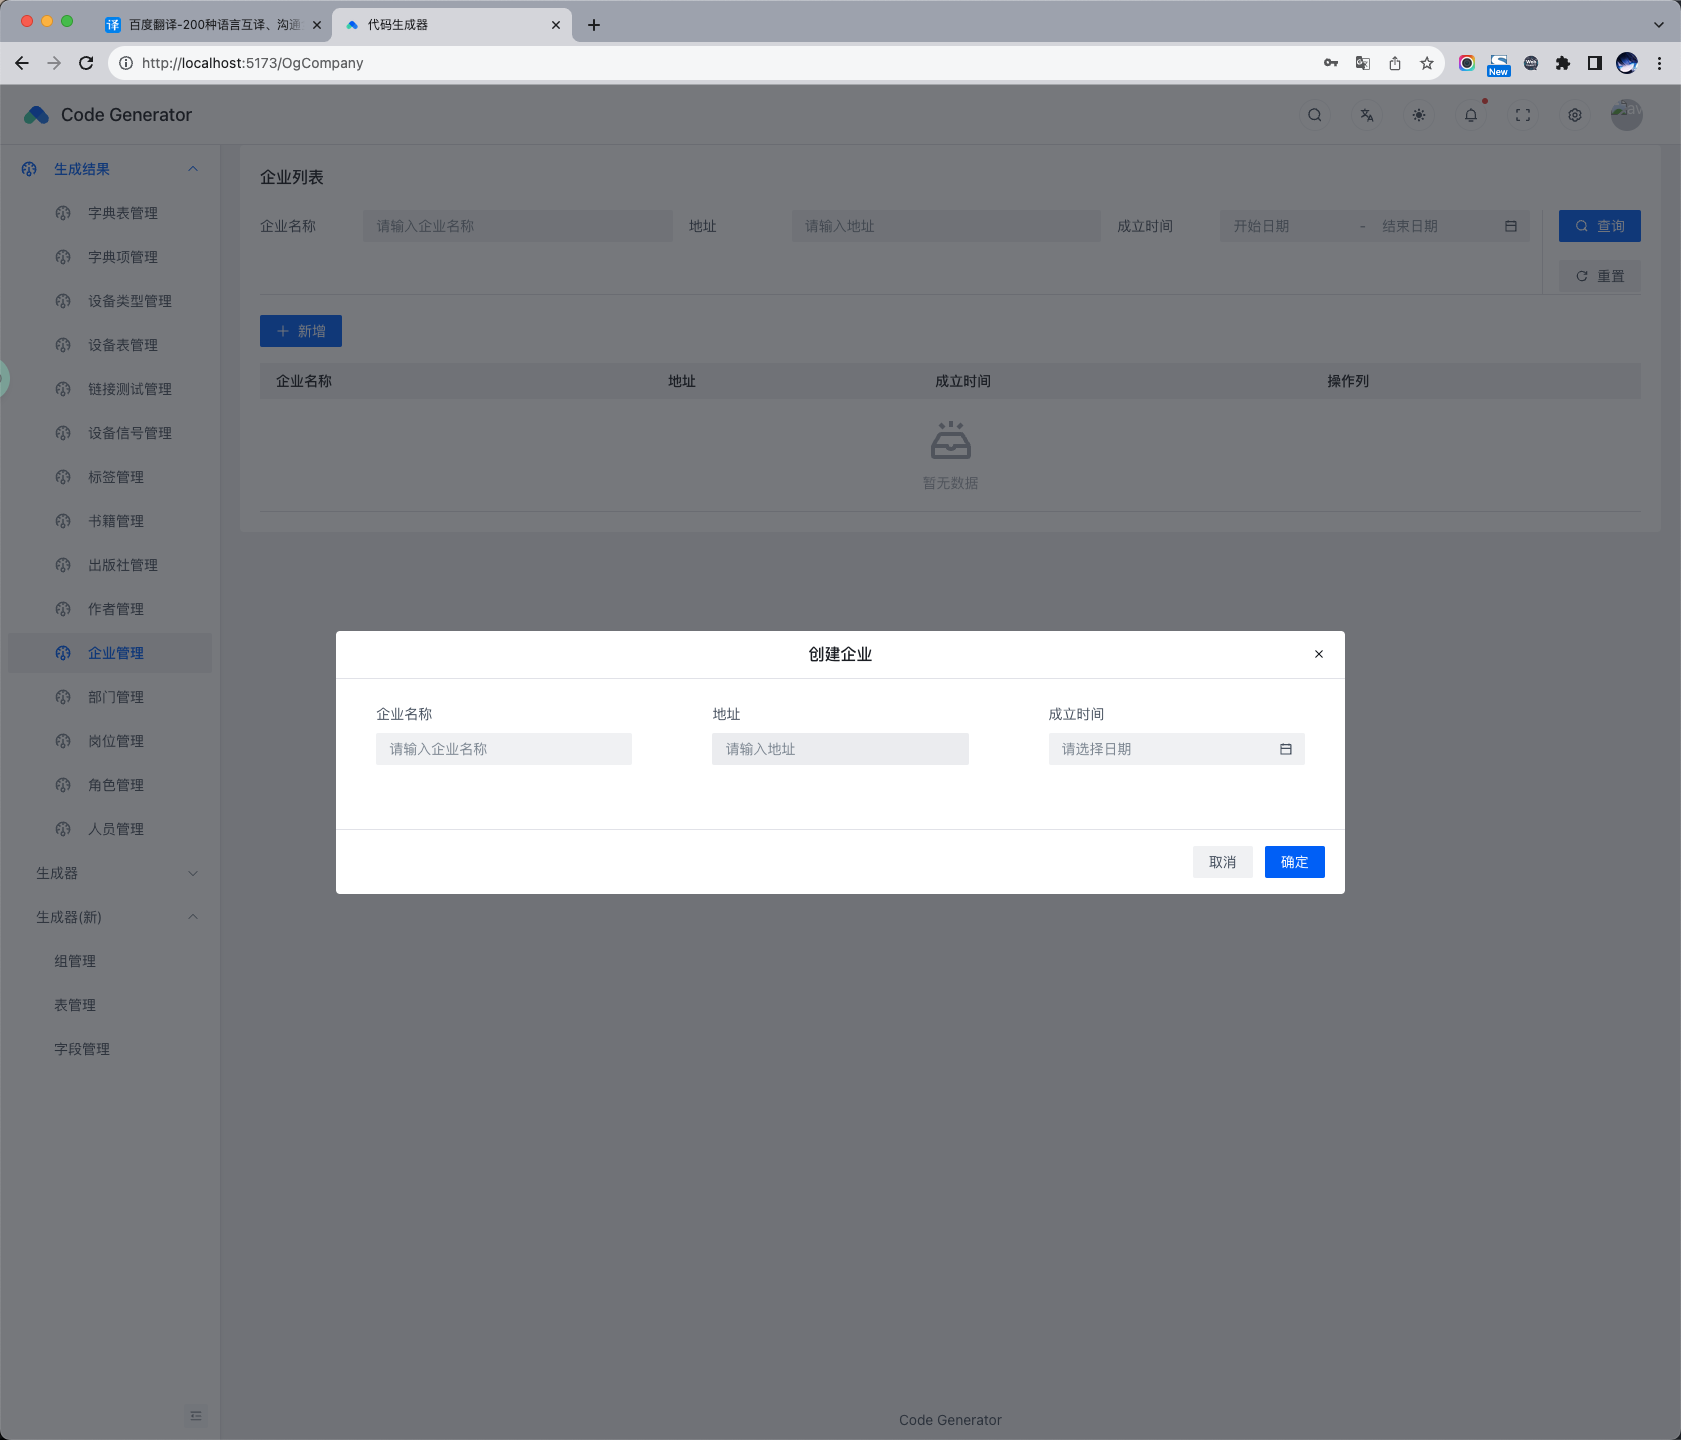 百度翻译-200种语言互译、沟通
代码生成器
http://localhost:5173/OgCompany
New
Code Generator
生成结果
字典表管理
字典项管理
设备类型管理
设备表管理
链接测试管理
设备信号管理
标签管理
书籍管理
出版社管理
作者管理
企业管理
部门管理
岗位管理
角色管理
人员管理
生成器
生成器(新)
组管理
表管理
字段管理
企业列表
企业名称 请输入企业名称 地址 请输入地址 成立时间 开始日期 - 结束日期 查询
重置
新增
企业名称 地址 成立时间 操作列
暂无数据
创建企业
企业名称 地址 成立时间
请输入企业名称 请输入地址 请选择日期
取消 确定
Code Generator